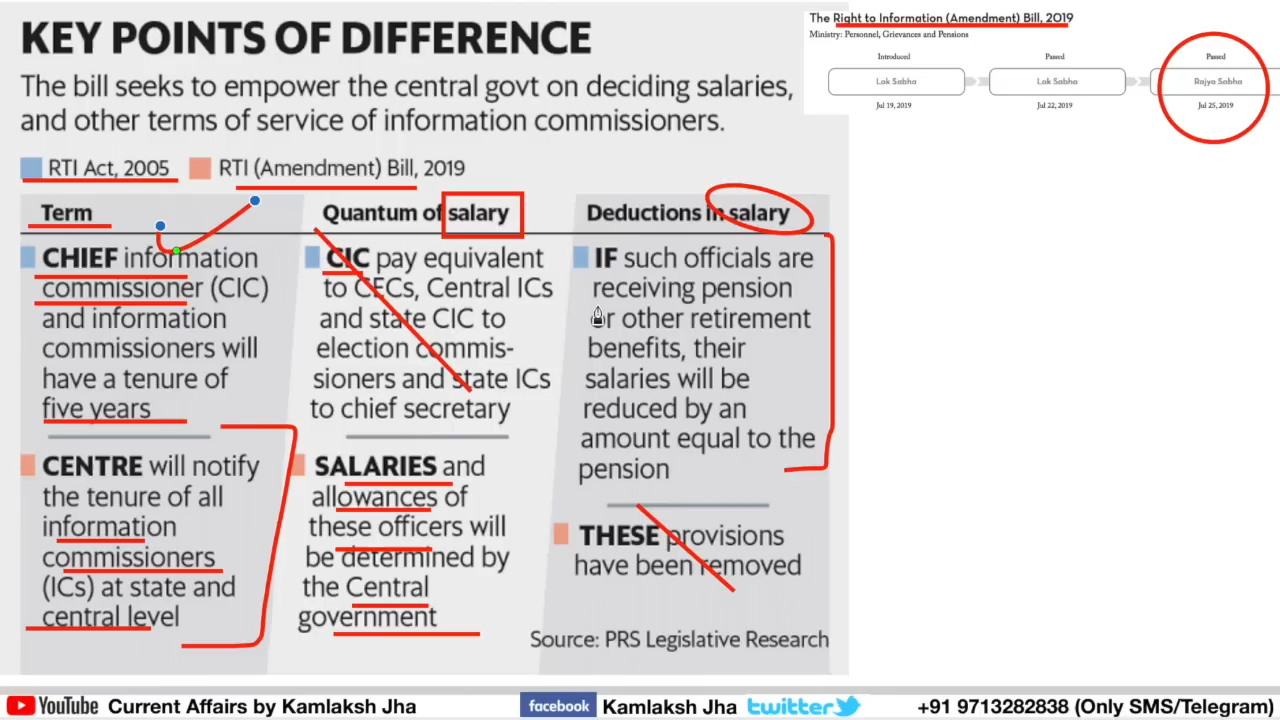 KEY POINTS OF DIFFERENCE
The bill seeks to empower the central govt on deciding salaries,
and other terms of service of information commissioners.
RTI Act, 2005 RTI (Amendment) Bill, 2019
The Right to Information (Amendment) Bill, 2019
Ministry: Personnel, Grievances and Pensions
Introduced Passed Passed
Lok Sabha Lok Sabha Rajya Sabha
Jul 19, 2019 Jul 22, 2019 Jul 25, 2019
Term
CHIEF information
commissioner (CIC)
and information
commissioners will
have a tenure of
five years
CENTRE will notify
the tenure of all
information
commissioners
(ICs) at state and
central level
Quantum of salary
CIC pay equivalent
to CECs, Central ICs
and state CIC to
election commis-
sioners and state ICs
to chief secretary
SALARIES and
allowances of
these officers will
be determined by
the Central
government
Deductions in salary
IF such officials are
receiving pension
or other retirement
benefits, their
salaries will be
reduced by an
amount equal to the
pension
THESE provisions
have been removed
Source: PRS Legislative Research
YouTube Current Affairs by Kamlaksh Jha facebook Kamlaksh Jha twitter +91 9713282838 (Only SMS/Telegram)